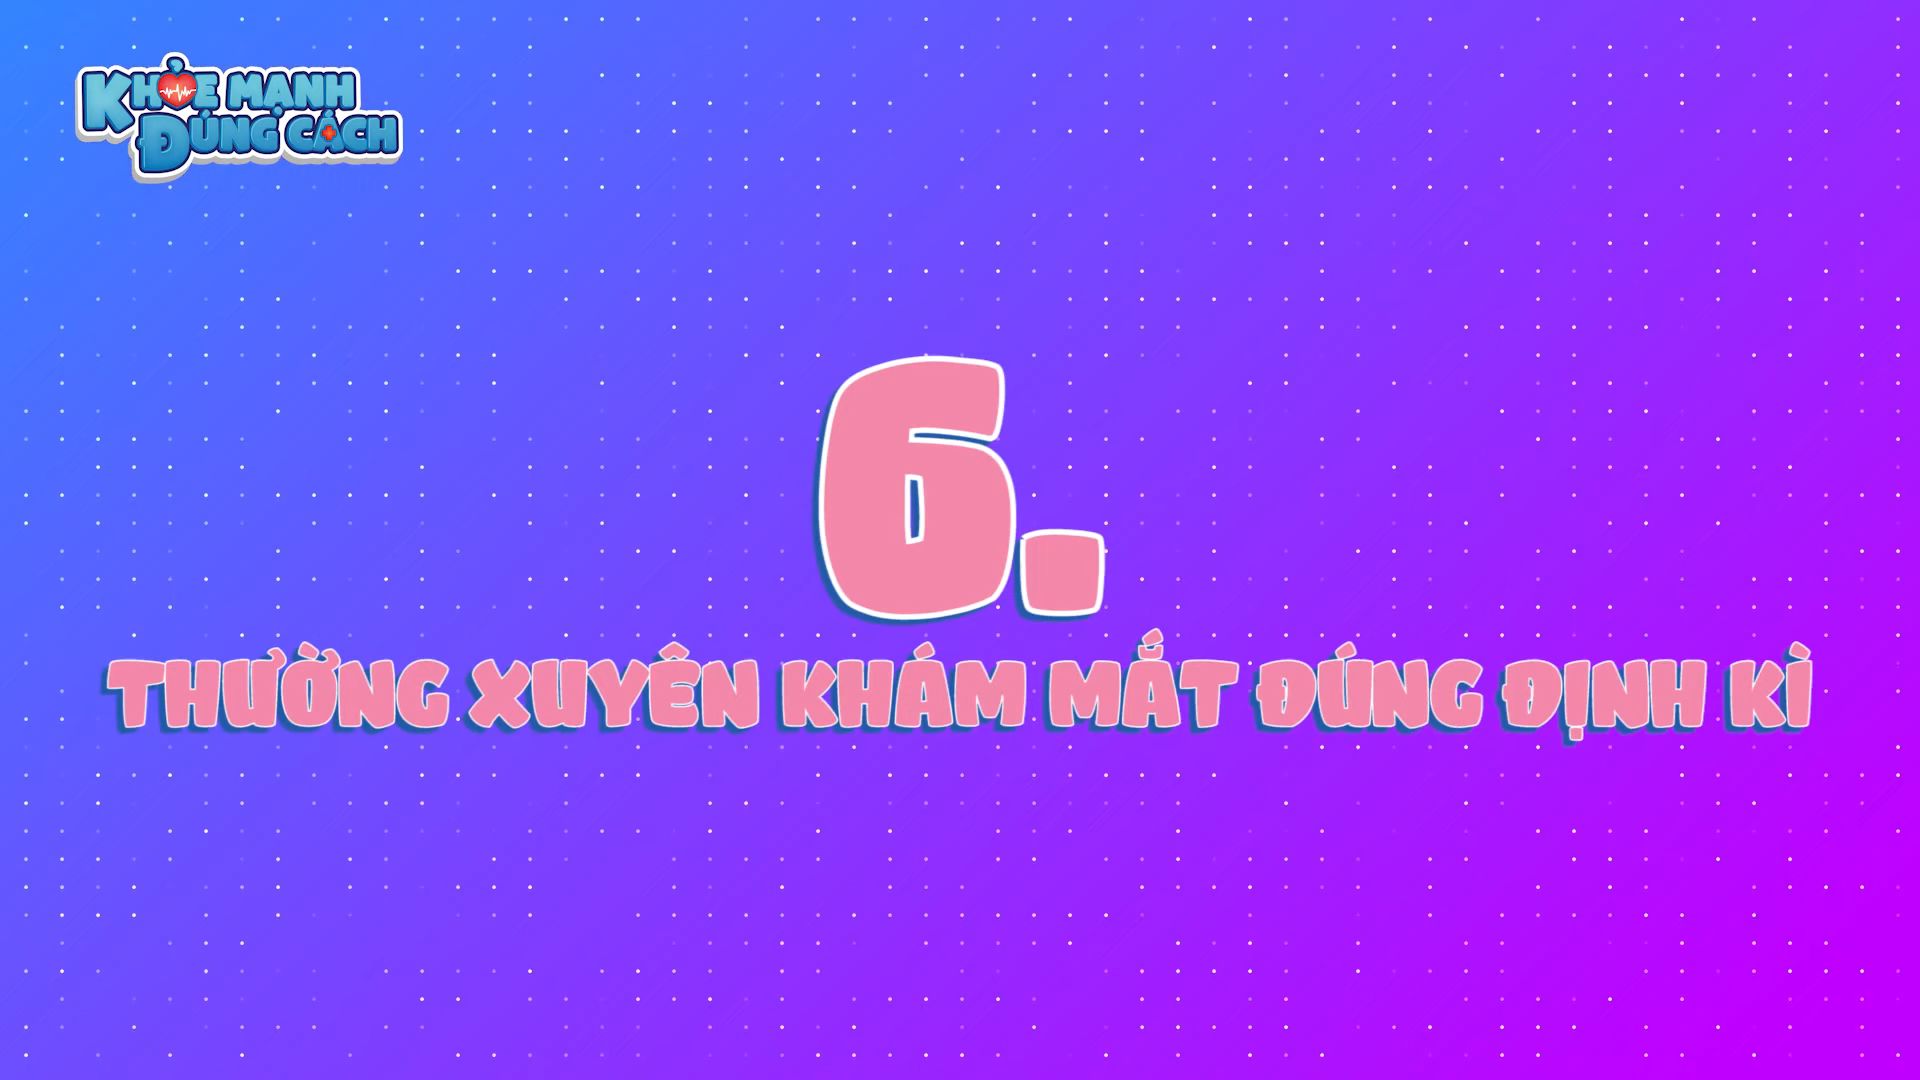 KHỎE MẠNH
ĐÚNG CÁCH
6.
THƯỜNG XUYÊN KHÁM MẮT ĐÚNG ĐỊNH KÌ